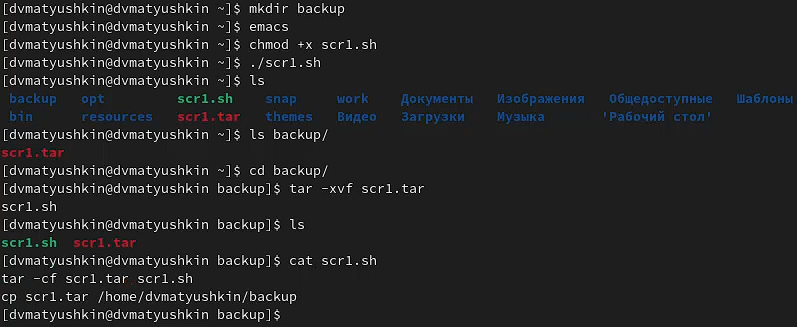 [dvmatyushkin@dvmatyushkin ~]$ mkdir backup
[dvmatyushkin@dvmatyushkin ~]$ emacs
[dvmatyushkin@dvmatyushkin ~]$ chmod +x scr1.sh
[dvmatyushkin@dvmatyushkin ~]$ ./scr1.sh
[dvmatyushkin@dvmatyushkin ~]$ ls
backup opt scr1.sh snap work Документы Изображения Общедоступные Шаблоны
bin resources scr1.tar themes Видео Загрузки Музыка 'Рабочий стол'
[dvmatyushkin@dvmatyushkin ~]$ ls backup/
scr1.tar
[dvmatyushkin@dvmatyushkin ~]$ cd backup/
[dvmatyushkin@dvmatyushkin backup]$ tar -xvf scr1.tar
scr1.sh
[dvmatyushkin@dvmatyushkin backup]$ ls
scr1.sh scr1.tar
[dvmatyushkin@dvmatyushkin backup]$ cat scr1.sh
tar -cf scr1.tar scr1.sh
cp scr1.tar /home/dvmatyushkin/backup
[dvmatyushkin@dvmatyushkin backup]$